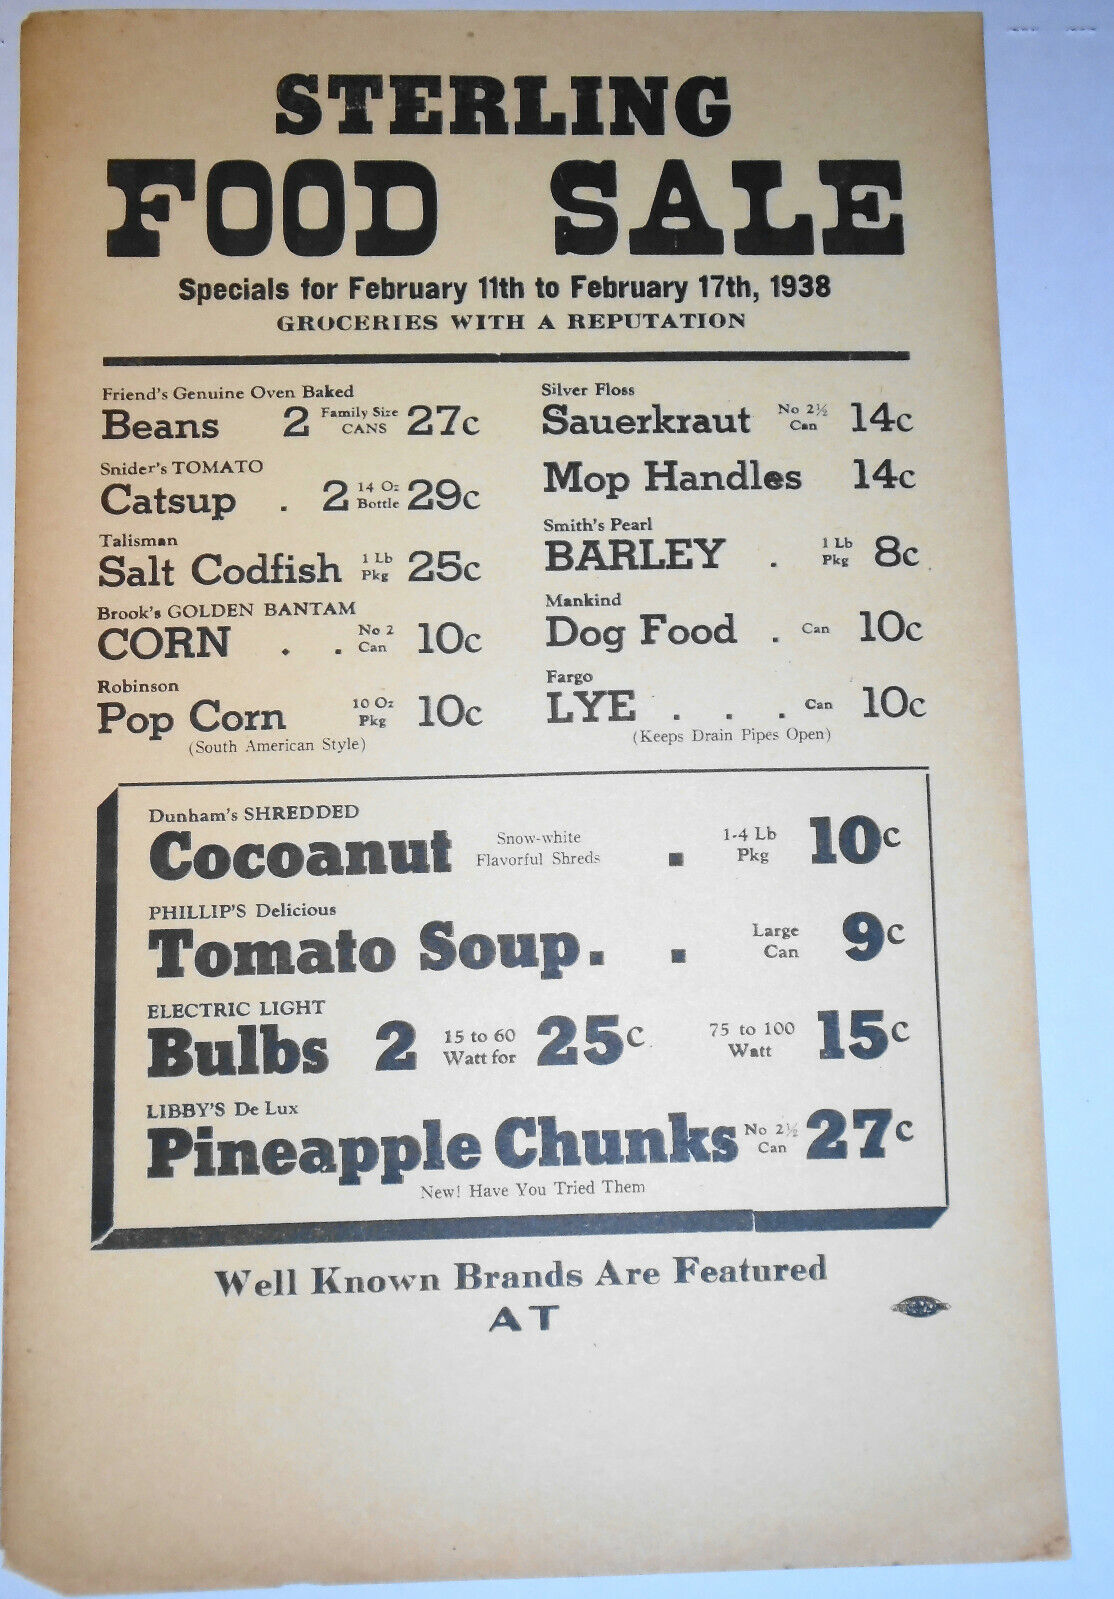 STERLING
FOOD SALE
Specials for February 11th to February 17th, 1938
GROCERIES WITH A REPUTATION
Friend's Genuine Oven Baked
Beans 2 Family Size CANS 27c
Snider's TOMATO
Catsup . 2 14 Oz Bottle 29c
Talisman
Salt Codfish 1 Lb Pkg 25c
Brook's GOLDEN BANTAM
CORN . . No 2 Can 10c
Robinson
Pop Corn 10 Oz Pkg 10c
(South American Style)
Silver Floss
Sauerkraut No 2½ Can 14c
Mop Handles 14c
Smith's Pearl
BARLEY . 1 Lb Pkg 8c
Mankind
Dog Food . Can 10c
Fargo
LYE . . . Can 10c
(Keeps Drain Pipes Open)
Dunham's SHREDDED
Cocoanut Snow-white Flavorful Shreds . 1-4 Lb Pkg 10c
PHILLIP'S Delicious
Tomato Soup. . Large Can 9c
ELECTRIC LIGHT
Bulbs 2 15 to 60 Watt for 25c 75 to 100 Watt 15c
LIBBY'S De Lux
Pineapple Chunks No 2½ Can 27c
New! Have You Tried Them
Well Known Brands Are Featured
AT